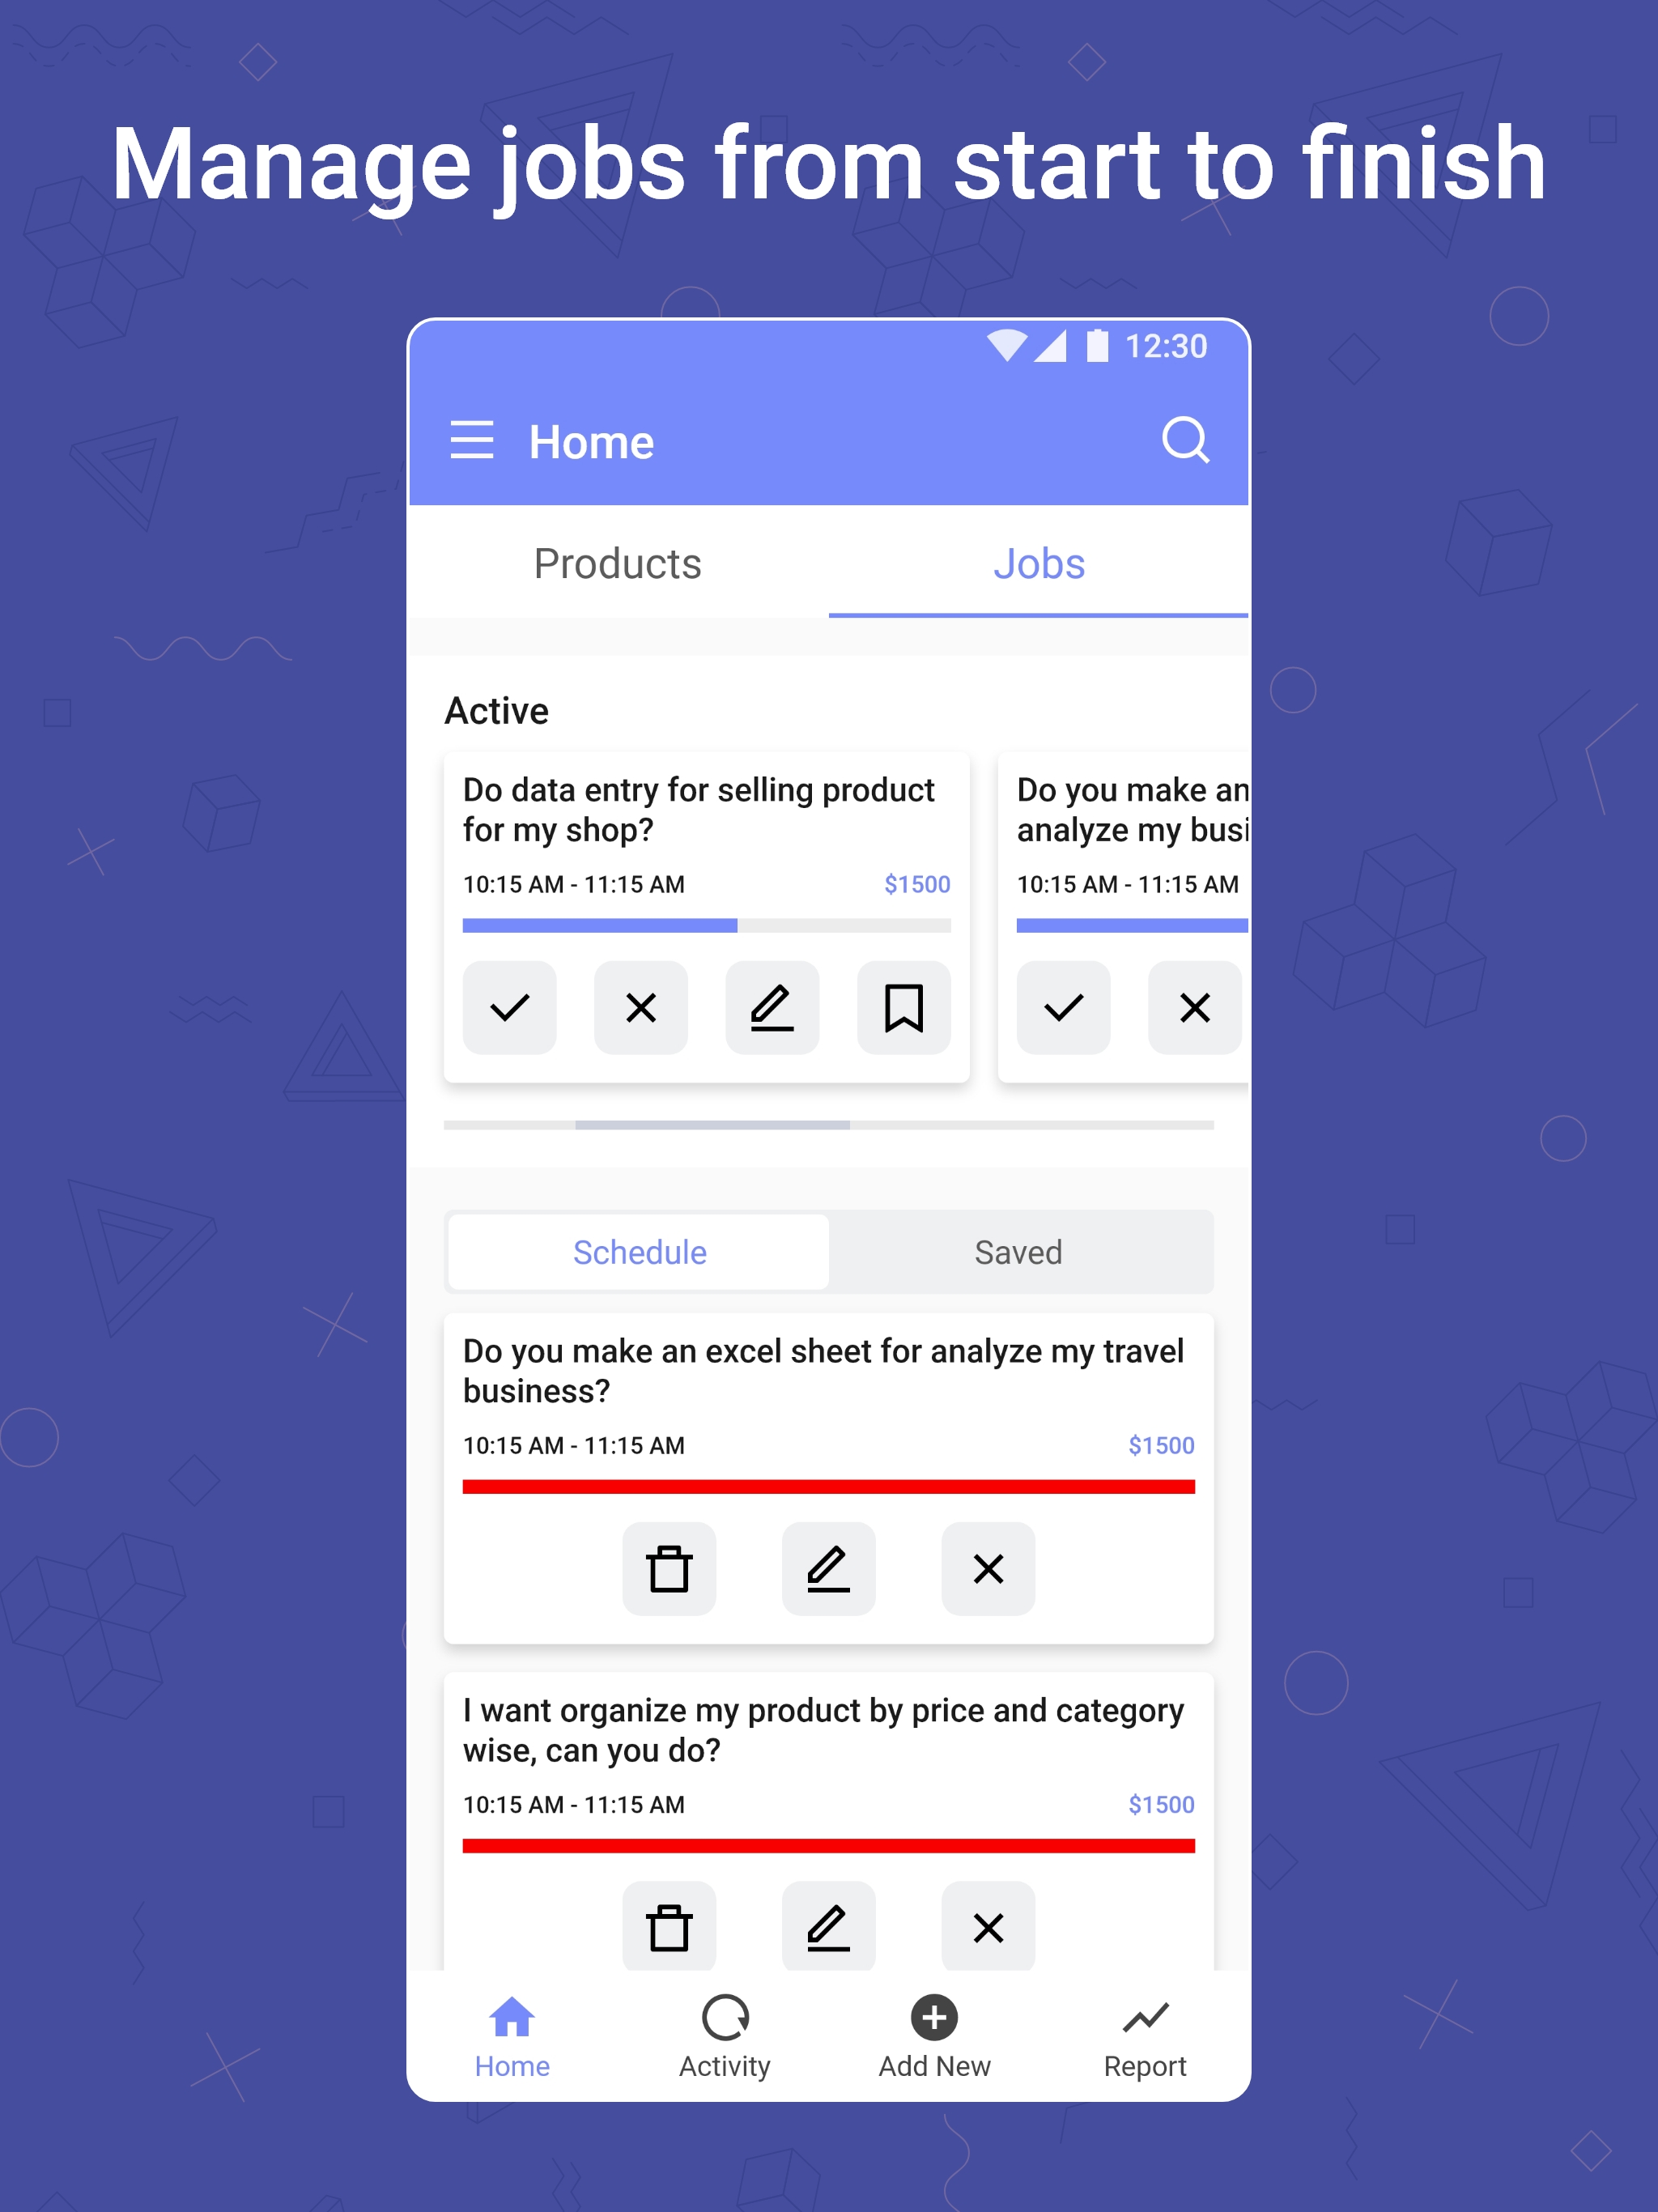 Manage jobs from start to finish
12:30
Home
Products
Jobs
Active
Do data entry for selling product
for my shop?
10:15 AM - 11:15 AM
$1500
Do you make an
analyze my busi
10:15 AM - 11:15 AM
Schedule
Saved
Do you make an excel sheet for analyze my travel
business?
10:15 AM - 11:15 AM
$1500
I want organize my product by price and category
wise, can you do?
10:15 AM - 11:15 AM
$1500
Home
Activity
Add New
Report